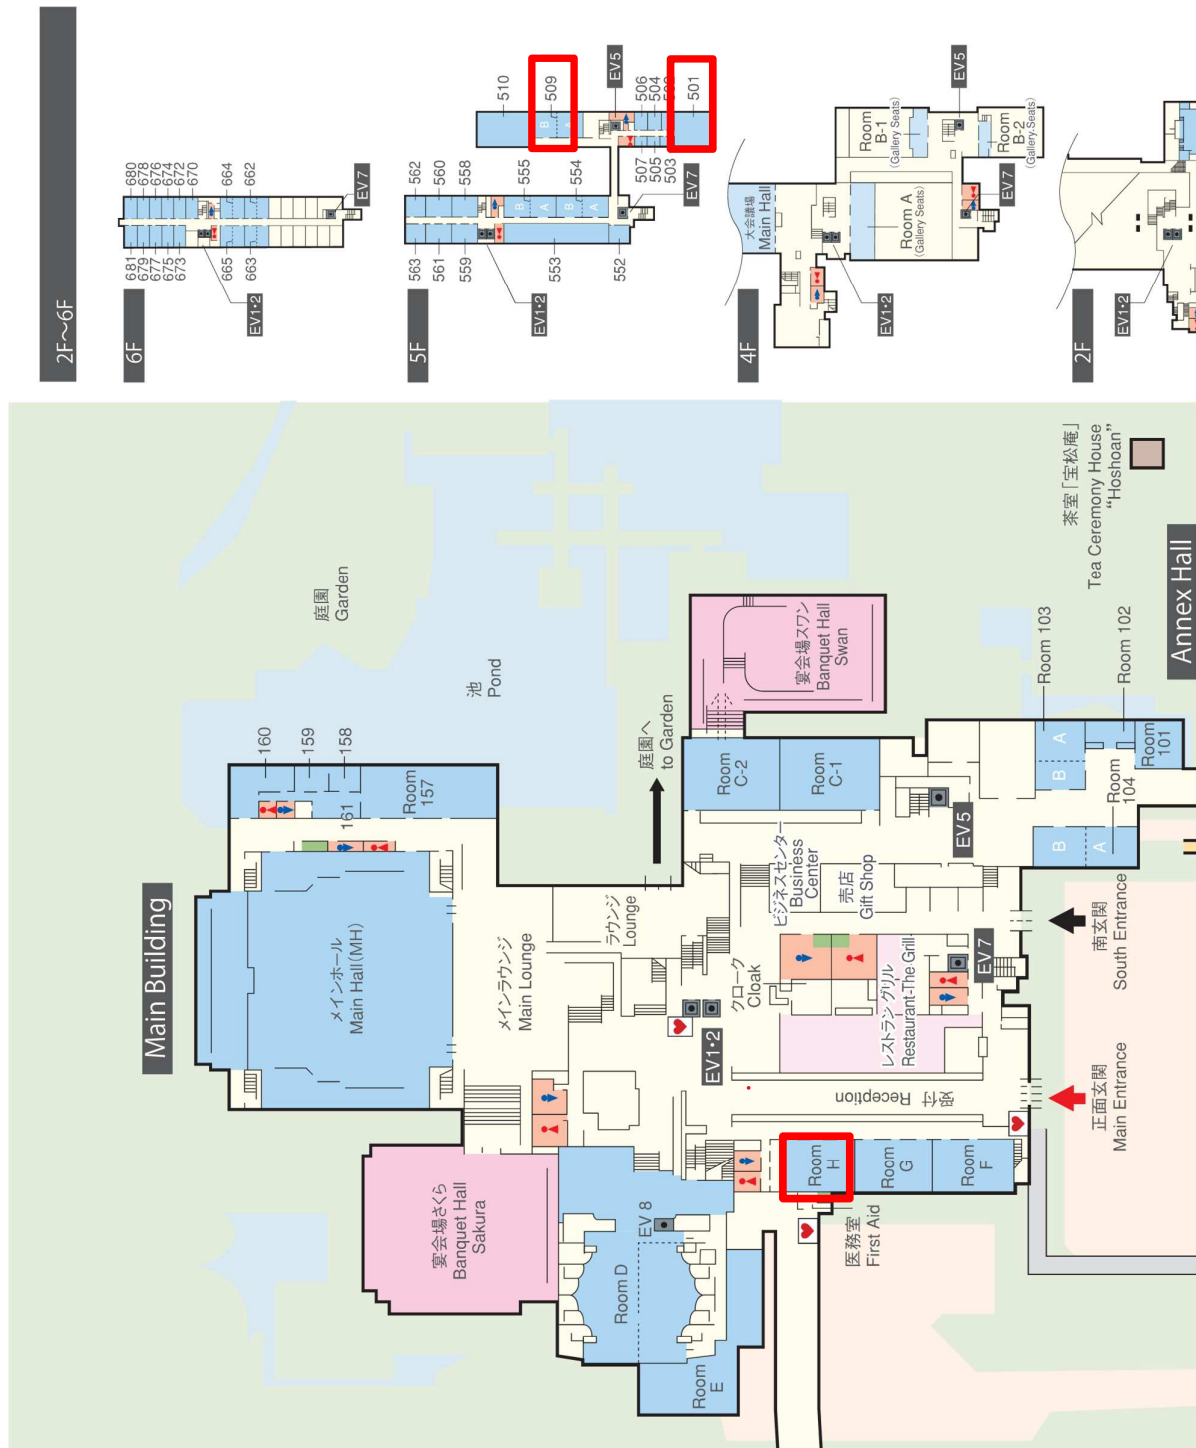 2F〜6F
6F
680
678
676
674
672
670
664
662
681
679
677
675
673
665
663
EV1・2
EV7
5F
510
509
B
A
EV5
506
504
501
507
505
503
562
560
558
555
554
B
A
B
A
563
561
559
553
552
EV1・2
EV7
4F
大会議場
Main Hall
Room A
(Gallery Seats)
Room
B-1
(Gallery Seats)
Room
B-2
(Gallery Seats)
EV5
EV7
EV1・2
2F
EV1・2
Main Building
庭園
Garden
池
Pond
160
159
158
161
Room
157
メインホール
Main Hall(MH)
メインラウンジ
Main Lounge
ラウンジ
Lounge
庭園へ
to Garden
宴会場スワン
Banquet Hall
Swan
Room
C-2
Room
C-1
ビジネスセンター
Business
Center
売店
Gift Shop
EV5
クローク
Cloak
EV1・2
レストラン グリル
Restaurant-The Grill
EV7
受付
Reception
宴会場さくら
Banquet Hall
Sakura
EV 8
Room D
Room
E
Room
H
Room
G
Room
F
医務室
First Aid
正面玄関
Main Entrance
南玄関
South Entrance
Room 103
A
B
Room 102
Room
101
Room
104
B
A
茶室「宝松庵」
Tea Ceremony House
“Hoshoan”
Annex Hall